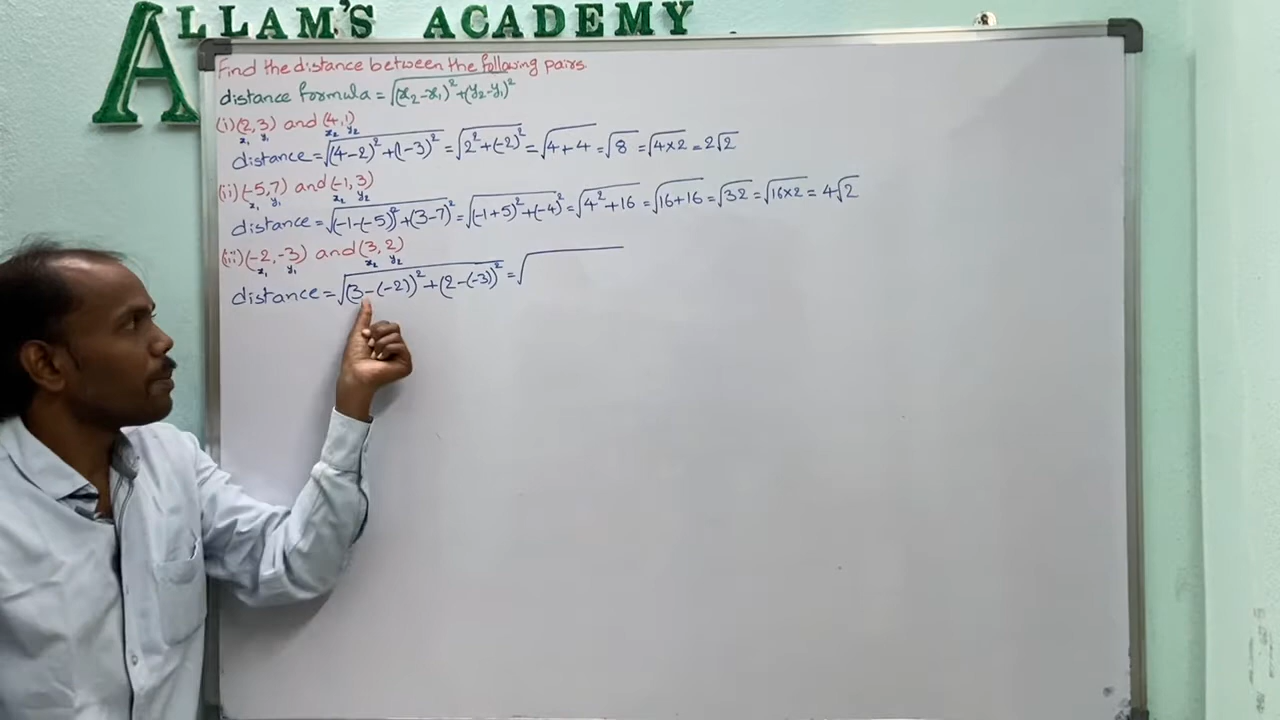 ALLAM'S ACADEMY
Find the distance between the following pairs.
distance formula = √(x₂-x₁)²+(y₂-y₁)²
(i)(2,3) and (4,1)
x₁ y₁ x₂ y₂
distance=√(4-2)²+(1-3)² = √2²+(-2)² = √4+4 = √8 = √4×2 = 2√2
(ii)(-5,7) and (-1,3)
x₁ y₁ x₂ y₂
distance=√(-1-(-5))²+(3-7)² = √(-1+5)²+(-4)² = √4²+16 = √16+16 = √32 = √16×2 = 4√2
(iii)(-2,-3) and (3,2)
x₁ y₁ x₂ y₂
distance=√(3-(-2))²+(2-(-3))² = √